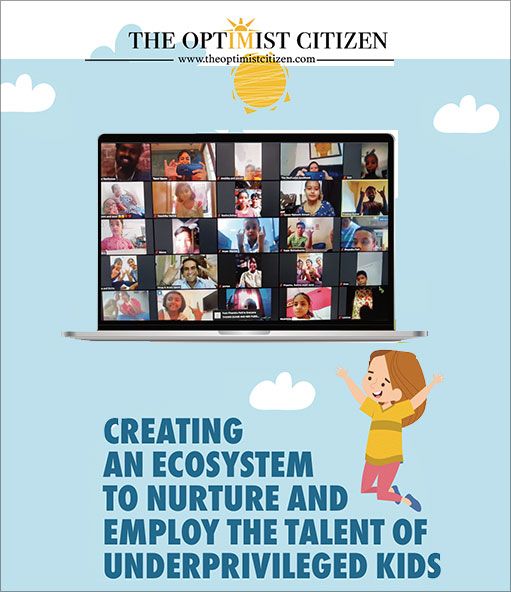 THE OPTIMIST CITIZEN
www.theoptimistcitizen.com
CREATING
AN ECOSYSTEM
TO NURTURE AND
EMPLOY THE TALENT OF
UNDERPRIVILEGED KIDS